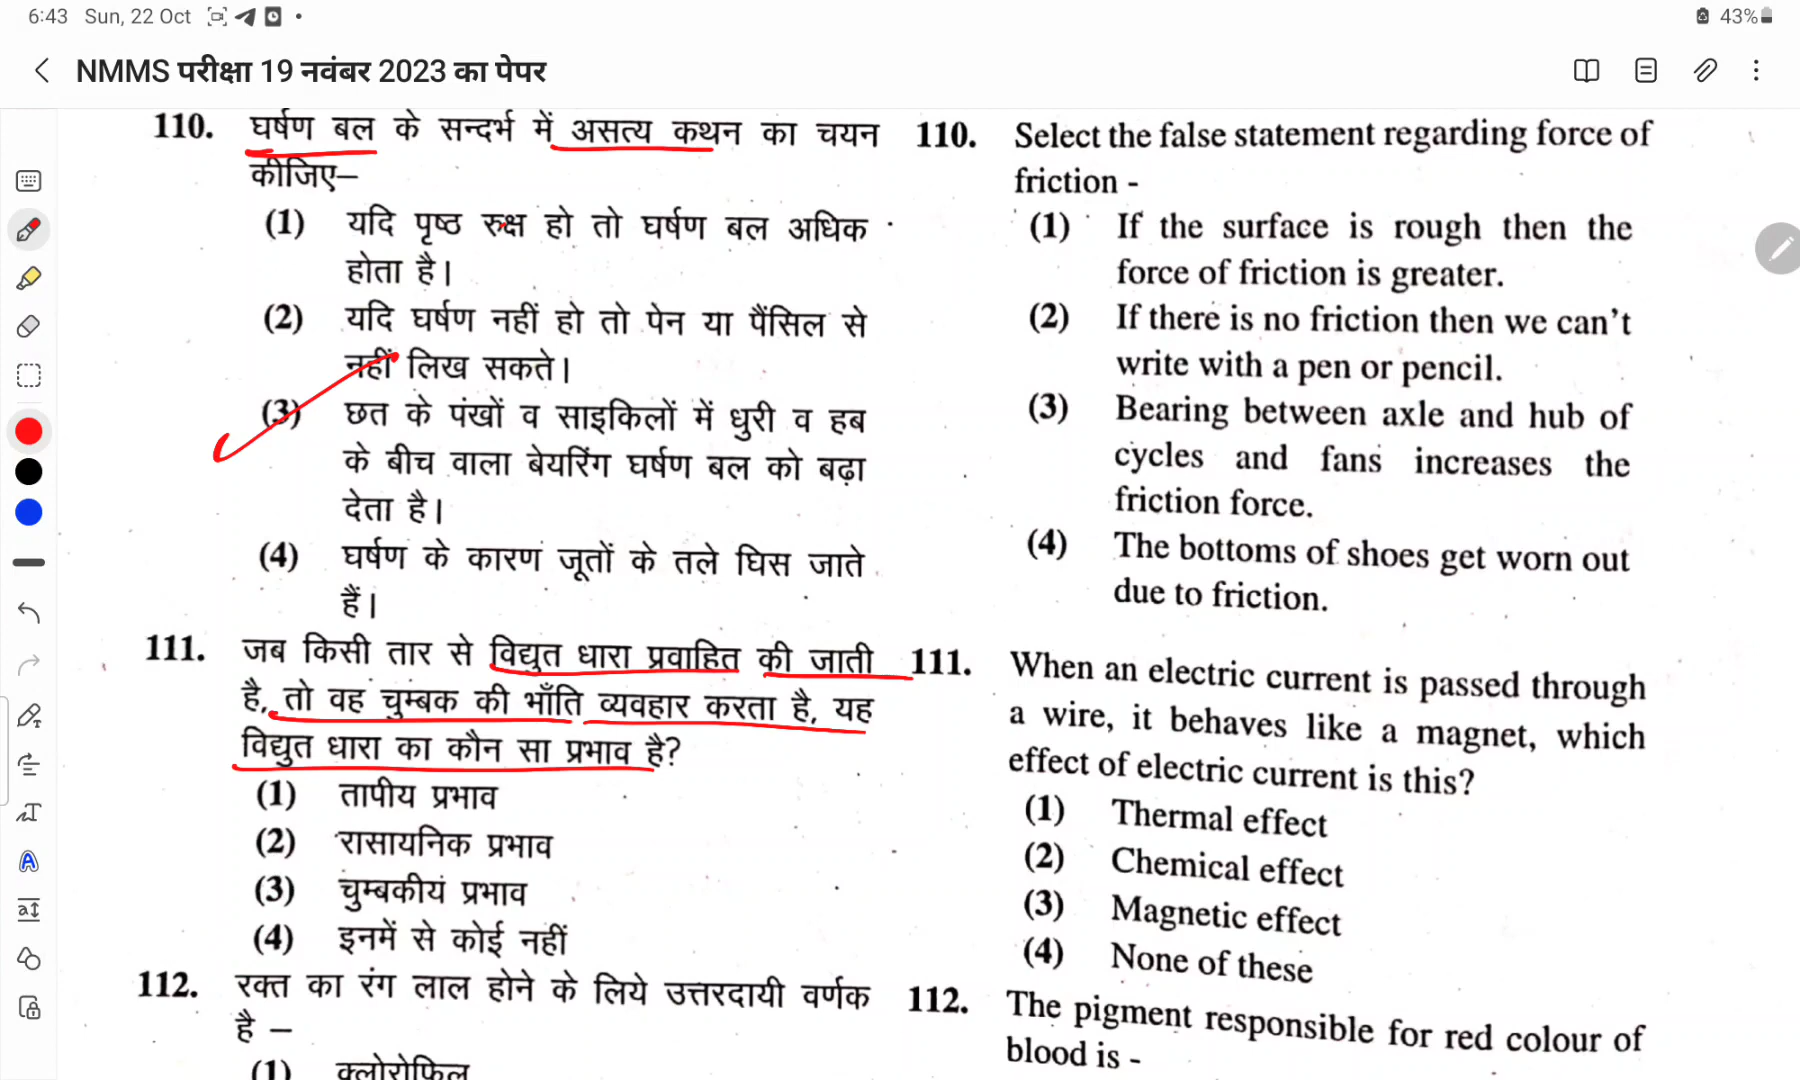 6:43 Sun, 22 Oct
43%
NMMS परीक्षा 19 नवंबर 2023 का पेपर
110. घर्षण बल के सन्दर्भ में असत्य कथन का चयन
कीजिए–
(1) यदि पृष्ठ रुक्ष हो तो घर्षण बल अधिक
होता है।
(2) यदि घर्षण नहीं हो तो पेन या पैंसिल से
नहीं लिख सकते।
(3) छत के पंखों व साइकिलों में धुरी व हब
के बीच वाला बेयरिंग घर्षण बल को बढ़ा
देता है।
(4) घर्षण के कारण जूतों के तले घिस जाते
हैं।
111. जब किसी तार से विद्युत धारा प्रवाहित की जाती
है, तो वह चुम्बक की भाँति व्यवहार करता है, यह
विद्युत धारा का कौन सा प्रभाव है?
(1) तापीय प्रभाव
(2) रासायनिक प्रभाव
(3) चुम्बकीय प्रभाव
(4) इनमें से कोई नहीं
112. रक्त का रंग लाल होने के लिये उत्तरदायी वर्णक
है –
(1) क्लोरोफिल
110. Select the false statement regarding force of
friction -
(1) If the surface is rough then the
force of friction is greater.
(2) If there is no friction then we can't
write with a pen or pencil.
(3) Bearing between axle and hub of
cycles and fans increases the
friction force.
(4) The bottoms of shoes get worn out
due to friction.
111. When an electric current is passed through
a wire, it behaves like a magnet, which
effect of electric current is this?
(1) Thermal effect
(2) Chemical effect
(3) Magnetic effect
(4) None of these
112. The pigment responsible for red colour of
blood is -